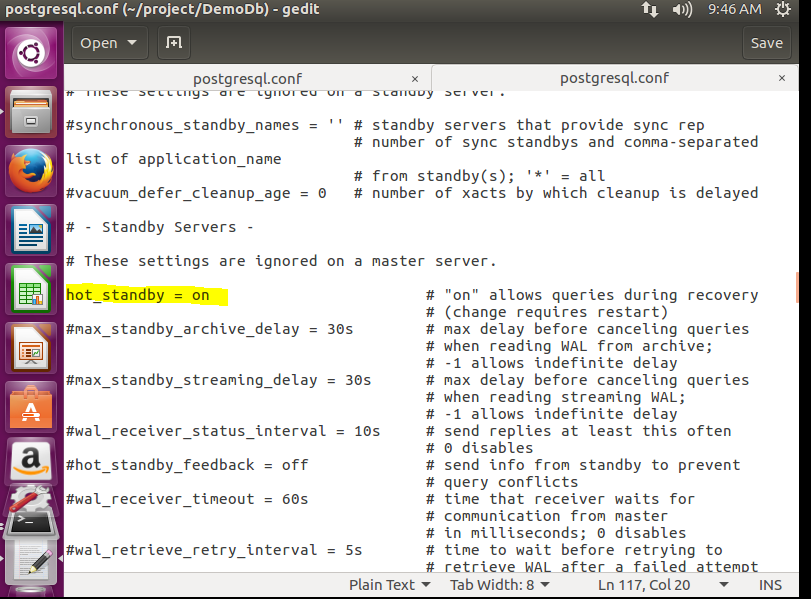 postgresql.conf (~/project/DemoDb) - gedit
9:46 AM
Open
Save
postgresql.conf × postgresql.conf ×
# These settings are ignored on a standby server.
#synchronous_standby_names = '' # standby servers that provide sync rep
# number of sync standbys and comma-separated
list of application_name
# from standby(s); '*' = all
#vacuum_defer_cleanup_age = 0 # number of xacts by which cleanup is delayed
# - Standby Servers -
# These settings are ignored on a master server.
hot_standby = on # "on" allows queries during recovery
# (change requires restart)
#max_standby_archive_delay = 30s # max delay before canceling queries
# when reading WAL from archive;
# -1 allows indefinite delay
#max_standby_streaming_delay = 30s # max delay before canceling queries
# when reading streaming WAL;
# -1 allows indefinite delay
#wal_receiver_status_interval = 10s # send replies at least this often
# 0 disables
#hot_standby_feedback = off # send info from standby to prevent
# query conflicts
#wal_receiver_timeout = 60s # time that receiver waits for
# communication from master
# in milliseconds; 0 disables
#wal_retrieve_retry_interval = 5s # time to wait before retrying to
# retrieve WAL after a failed attempt
Plain Text Tab Width: 8 Ln 117, Col 20 INS